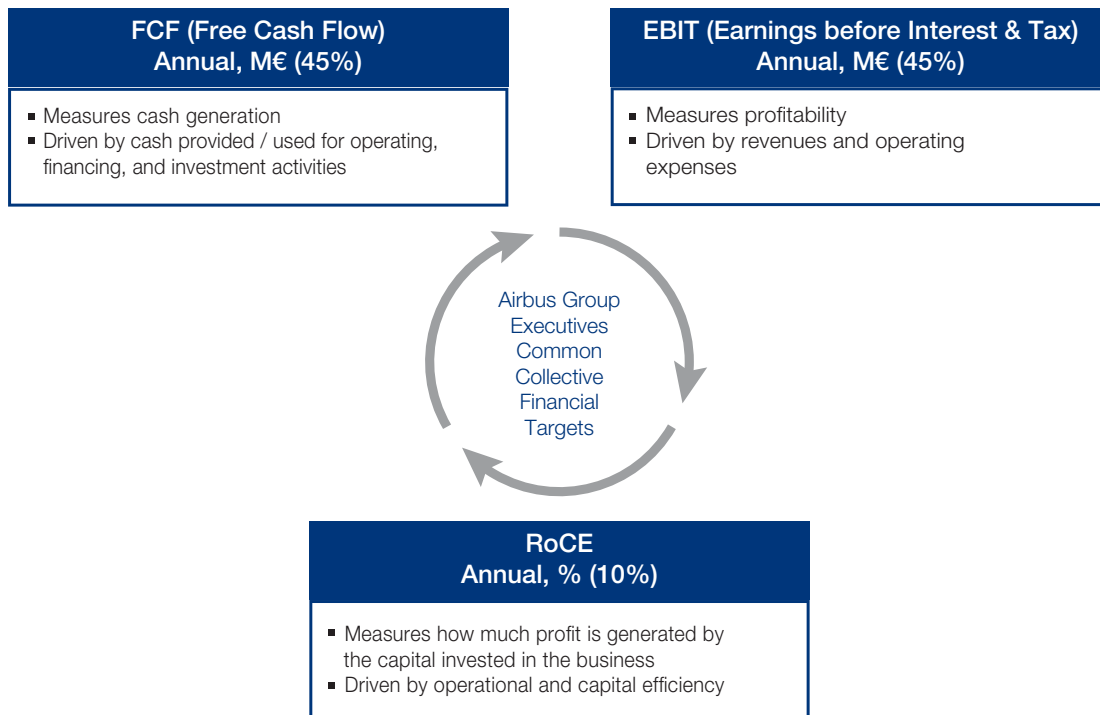 FCF (Free Cash Flow)
Annual, M€ (45%)
▪ Measures cash generation
▪ Driven by cash provided / used for operating,
financing, and investment activities
EBIT (Earnings before Interest & Tax)
Annual, M€ (45%)
▪ Measures profitability
▪ Driven by revenues and operating
expenses
Airbus Group
Executives
Common
Collective
Financial
Targets
RoCE
Annual, % (10%)
▪ Measures how much profit is generated by
the capital invested in the business
▪ Driven by operational and capital efficiency